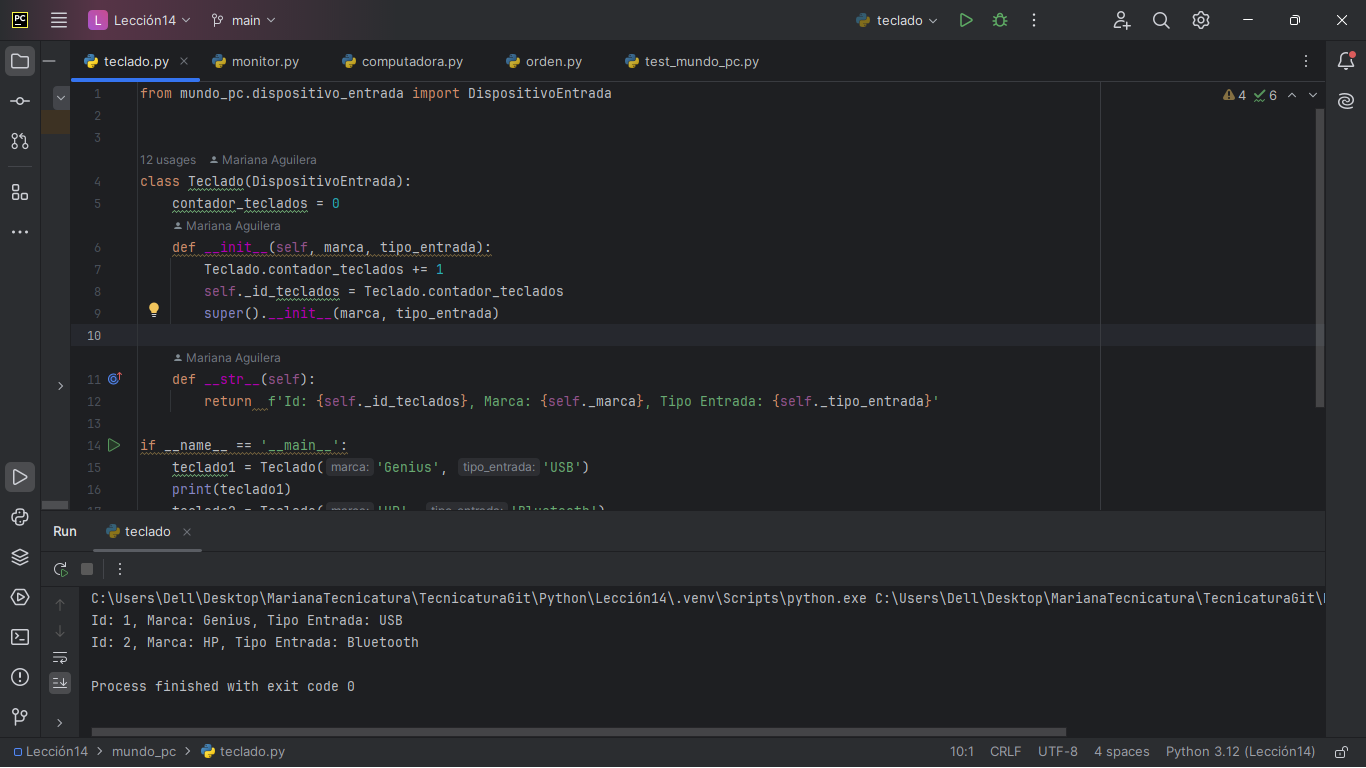 PC L Lección14 main teclado
teclado.py monitor.py computadora.py orden.py test_mundo_pc.py
1 from mundo_pc.dispositivo_entrada import DispositivoEntrada 4 6
2
3
12 usages Mariana Aguilera
4 class Teclado(DispositivoEntrada):
5 contador_teclados = 0
Mariana Aguilera
6 def __init__(self, marca, tipo_entrada):
7 Teclado.contador_teclados += 1
8 self._id_teclados = Teclado.contador_teclados
9 super().__init__(marca, tipo_entrada)
10
Mariana Aguilera
11 def __str__(self):
12 return f'Id: {self._id_teclados}, Marca: {self._marca}, Tipo Entrada: {self._tipo_entrada}'
13
14 if __name__ == '__main__':
15 teclado1 = Teclado( marca: 'Genius', tipo_entrada: 'USB')
16 print(teclado1)
17 teclado2 = Teclado( marca: 'HP', tipo_entrada: 'Bluetooth')
Run teclado
C:\Users\Dell\Desktop\MarianaTecnicatura\TecnicaturaGit\Python\Lección14\.venv\Scripts\python.exe C:\Users\Dell\Desktop\MarianaTecnicatura\TecnicaturaGit\
Id: 1, Marca: Genius, Tipo Entrada: USB
Id: 2, Marca: HP, Tipo Entrada: Bluetooth
Process finished with exit code 0
Lección14 > mundo_pc > teclado.py 10:1 CRLF UTF-8 4 spaces Python 3.12 (Lección14)